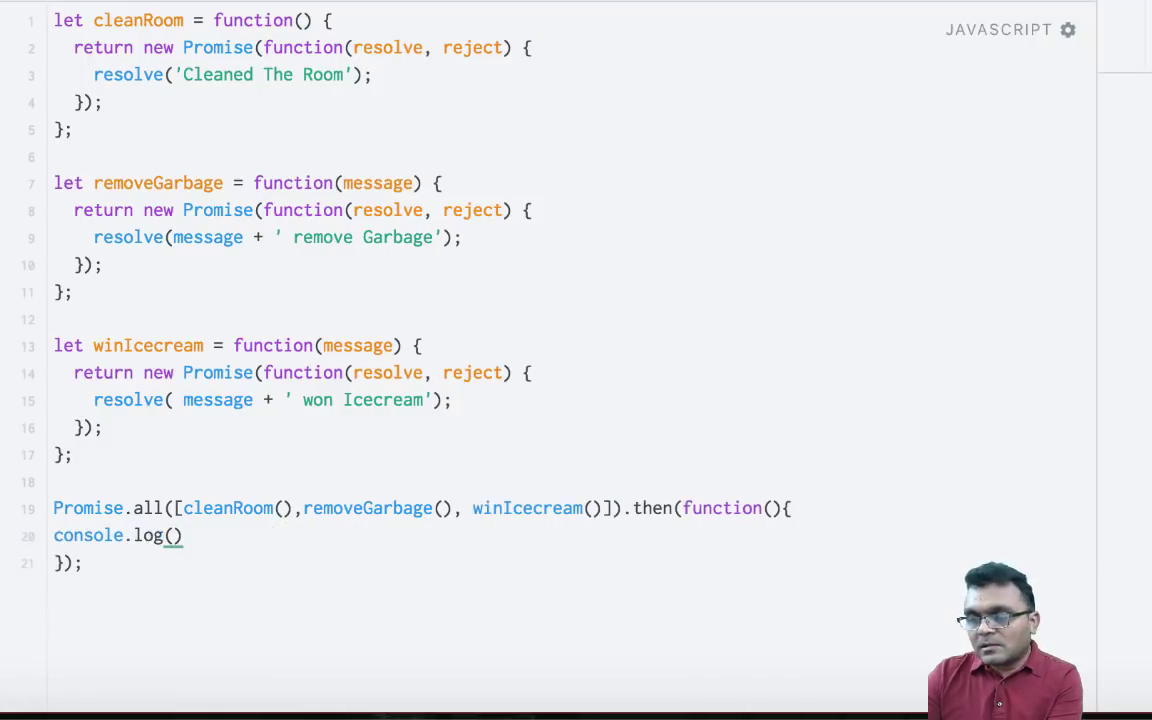 JAVASCRIPT
1 let cleanRoom = function() {
2 return new Promise(function(resolve, reject) {
3 resolve('Cleaned The Room');
4 });
5 };
6
7 let removeGarbage = function(message) {
8 return new Promise(function(resolve, reject) {
9 resolve(message + ' remove Garbage');
10 });
11 };
12
13 let winIcecream = function(message) {
14 return new Promise(function(resolve, reject) {
15 resolve( message + ' won Icecream');
16 });
17 };
18
19 Promise.all([cleanRoom(),removeGarbage(), winIcecream()]).then(function(){
20 console.log()
21 });